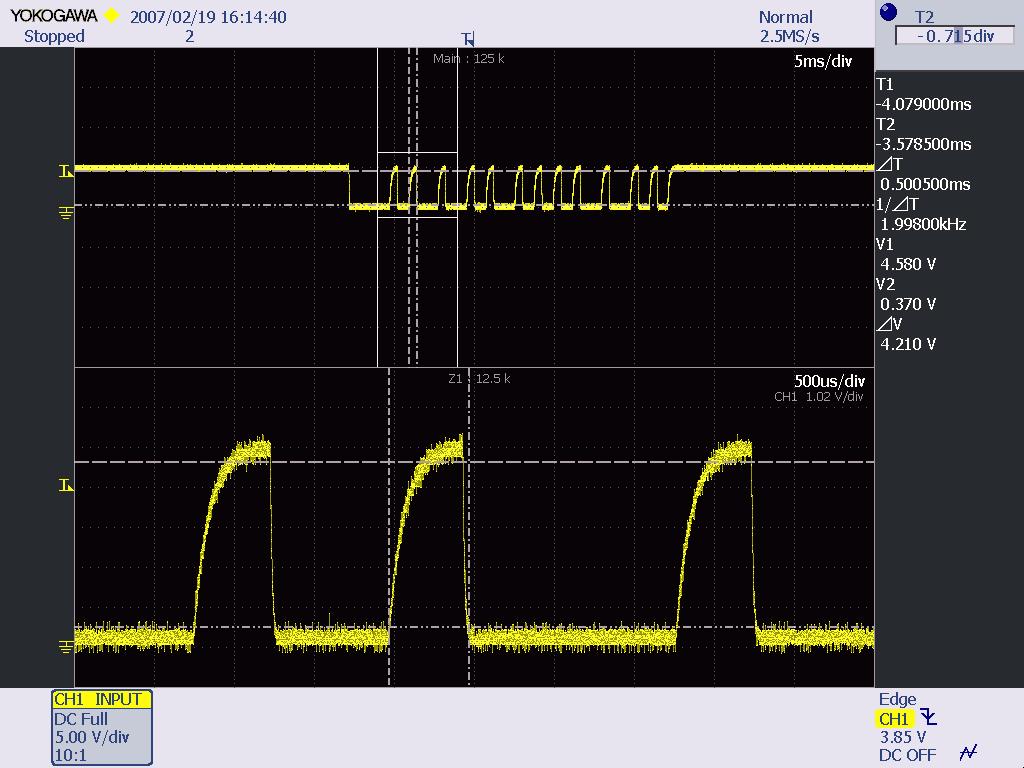 YOKOGAWA 2007/02/19 16:14:40 Normal T2
Stopped 2 T 2.5MS/s -0.715div
Main : 125 k 5ms/div
T1
-4.079000ms
T2
-3.578500ms
⊿T
0.500500ms
1/⊿T
1.99800kHz
V1
4.580 V
V2
0.370 V
⊿V
4.210 V
T
Z1 : 12.5 k 500us/div
CH1 1.02 V/div
T
CH1 INPUT
DC Full
5.00 V/div
10:1
Edge
CH1
3.85 V
DC OFF